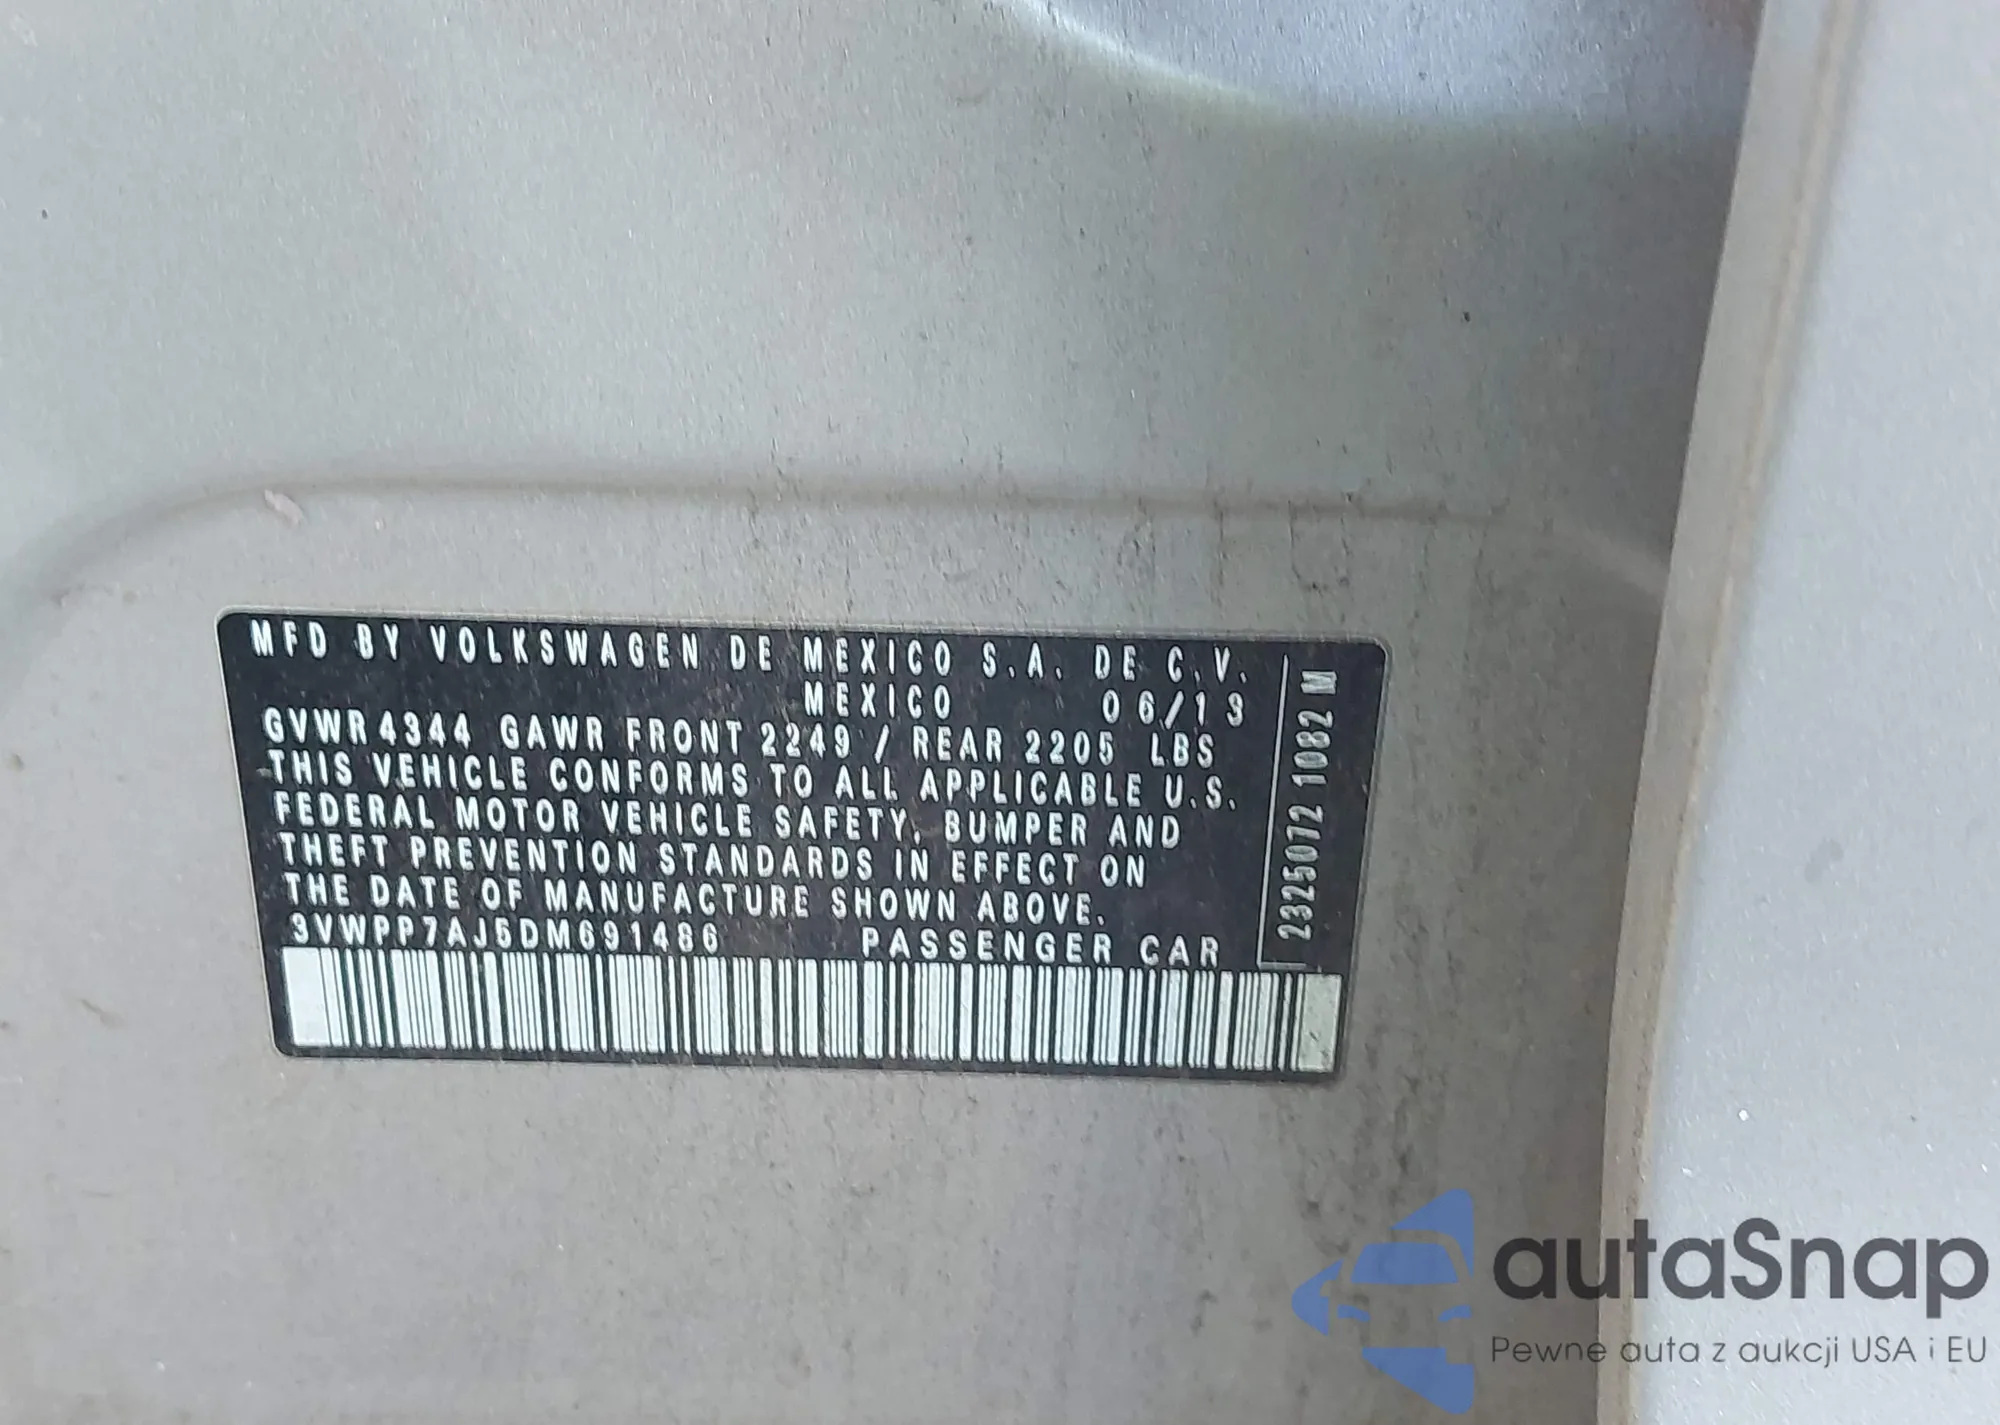 MFD BY VOLKSWAGEN DE MEXICO S.A. DE C.V.
MEXICO 06/13
GVWR 4344 GAWR FRONT 2249 / REAR 2205 LBS
THIS VEHICLE CONFORMS TO ALL APPLICABLE U.S.
FEDERAL MOTOR VEHICLE SAFETY, BUMPER AND
THEFT PREVENTION STANDARDS IN EFFECT ON
THE DATE OF MANUFACTURE SHOWN ABOVE.
3VWPP7AJ5DM691486 PASSENGER CAR
2325072 1082 M
autaSnap
Pewne auta z aukcji USA i EU